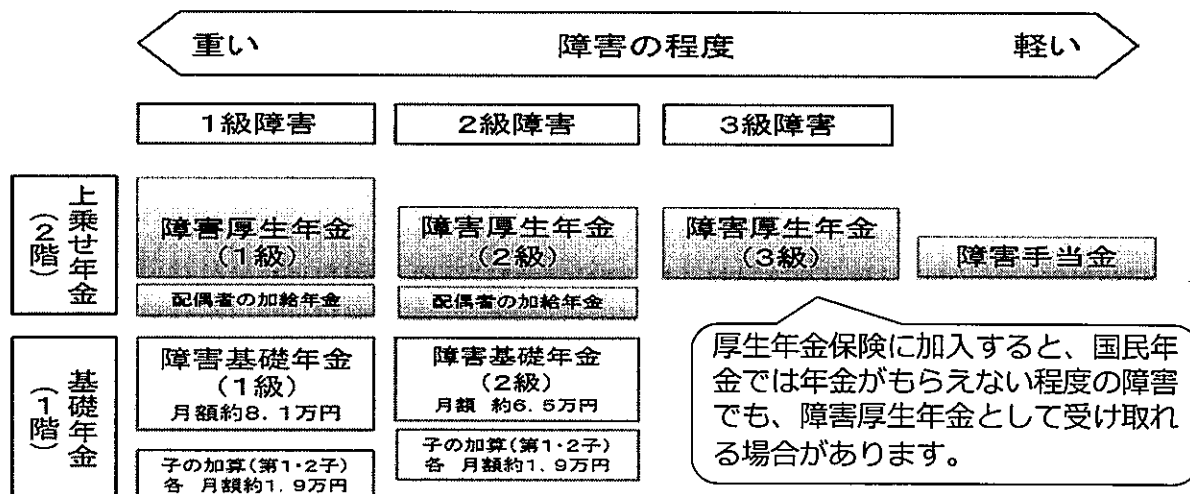 重い 障害の程度 軽い
1級障害 2級障害 3級障害
上乗せ年金
(2階)
障害厚生年金
(1級)
配偶者の加給年金
障害厚生年金
(2級)
配偶者の加給年金
障害厚生年金
(3級)
障害手当金
基礎年金
(1階)
障害基礎年金
(1級)
月額約8.1万円
子の加算(第1・2子)
各 月額約1.9万円
障害基礎年金
(2級)
月額 約6.5万円
子の加算(第1・2子)
各 月額約1.9万円
厚生年金保険に加入すると、国民年
金では年金がもらえない程度の障害
でも、障害厚生年金として受け取れ
る場合があります。